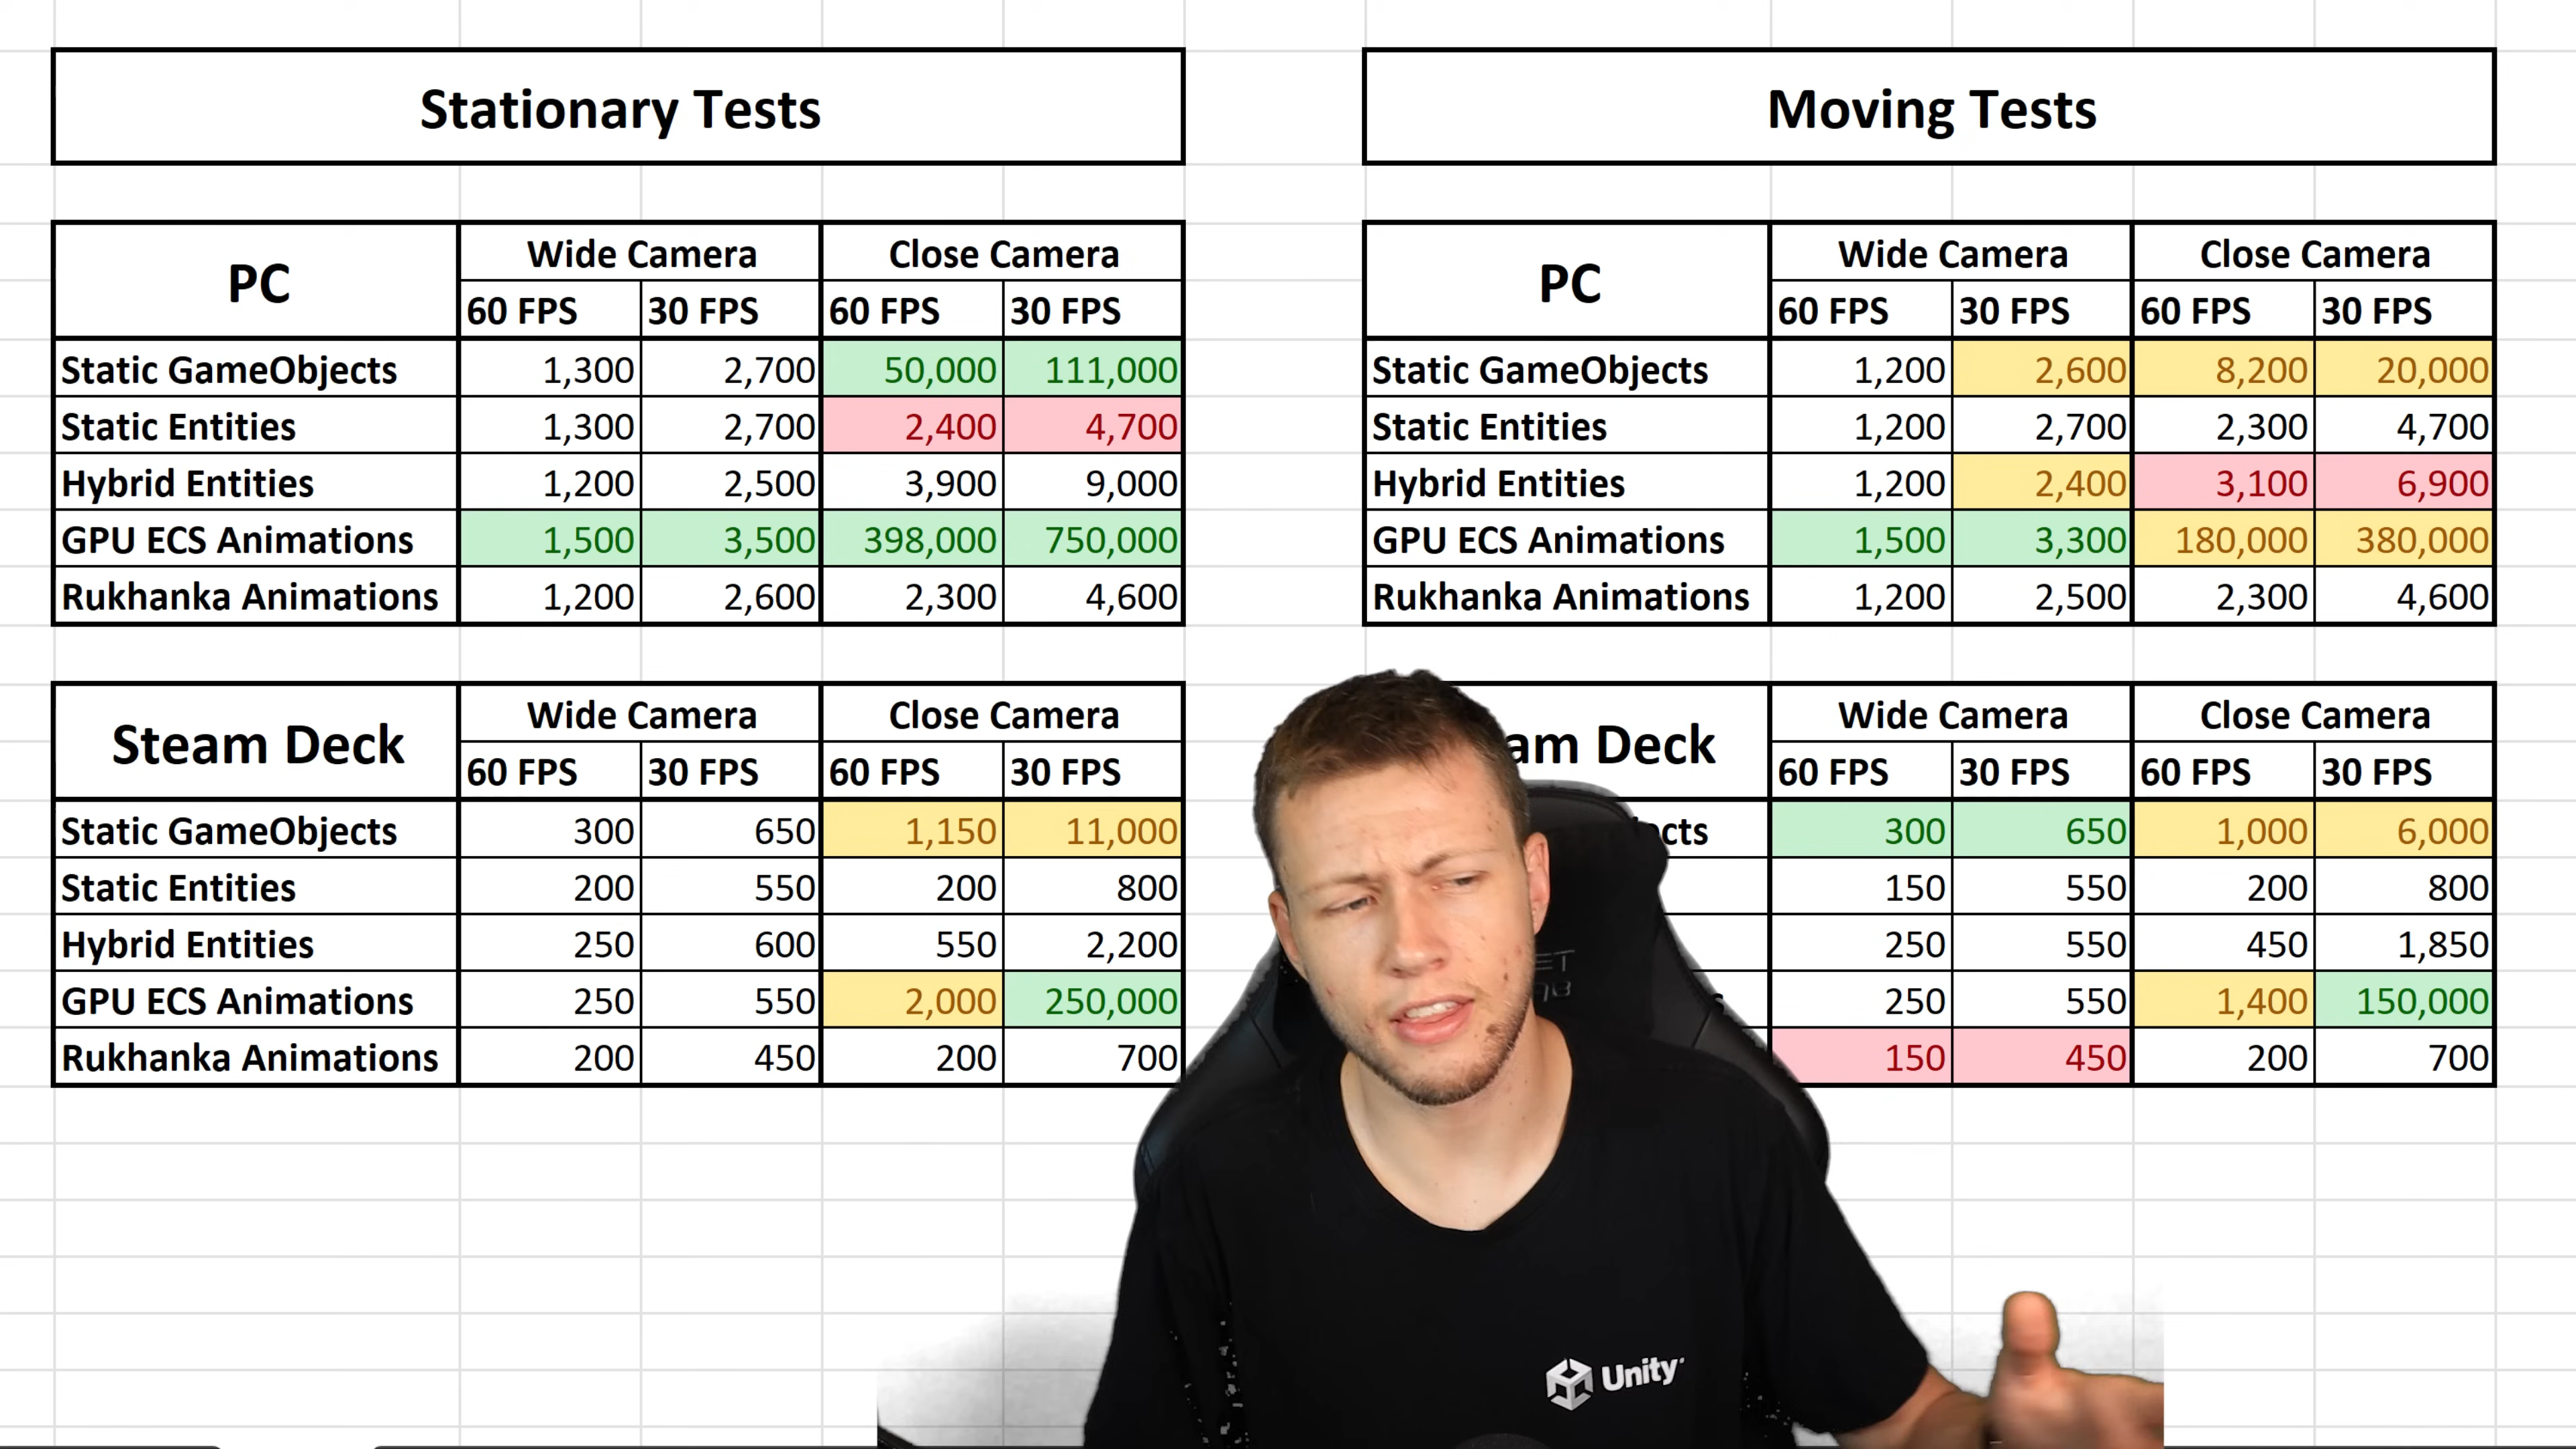 Stationary Tests
Moving Tests
PC Wide Camera Close Camera
60 FPS 30 FPS 60 FPS 30 FPS
Static GameObjects 1,300 2,700 50,000 111,000
Static Entities 1,300 2,700 2,400 4,700
Hybrid Entities 1,200 2,500 3,900 9,000
GPU ECS Animations 1,500 3,500 398,000 750,000
Rukhanka Animations 1,200 2,600 2,300 4,600
PC Wide Camera Close Camera
60 FPS 30 FPS 60 FPS 30 FPS
Static GameObjects 1,200 2,600 8,200 20,000
Static Entities 1,200 2,700 2,300 4,700
Hybrid Entities 1,200 2,400 3,100 6,900
GPU ECS Animations 1,500 3,300 180,000 380,000
Rukhanka Animations 1,200 2,500 2,300 4,600
Steam Deck Wide Camera Close Camera
60 FPS 30 FPS 60 FPS 30 FPS
Static GameObjects 300 650 1,150 11,000
Static Entities 200 550 200 800
Hybrid Entities 250 600 550 2,200
GPU ECS Animations 250 550 2,000 250,000
Rukhanka Animations 200 450 200 700
am Deck Wide Camera Close Camera
60 FPS 30 FPS 60 FPS 30 FPS
cts 300 650 1,000 6,000
150 550 200 800
250 550 450 1,850
250 550 1,400 150,000
150 450 200 700
Unity